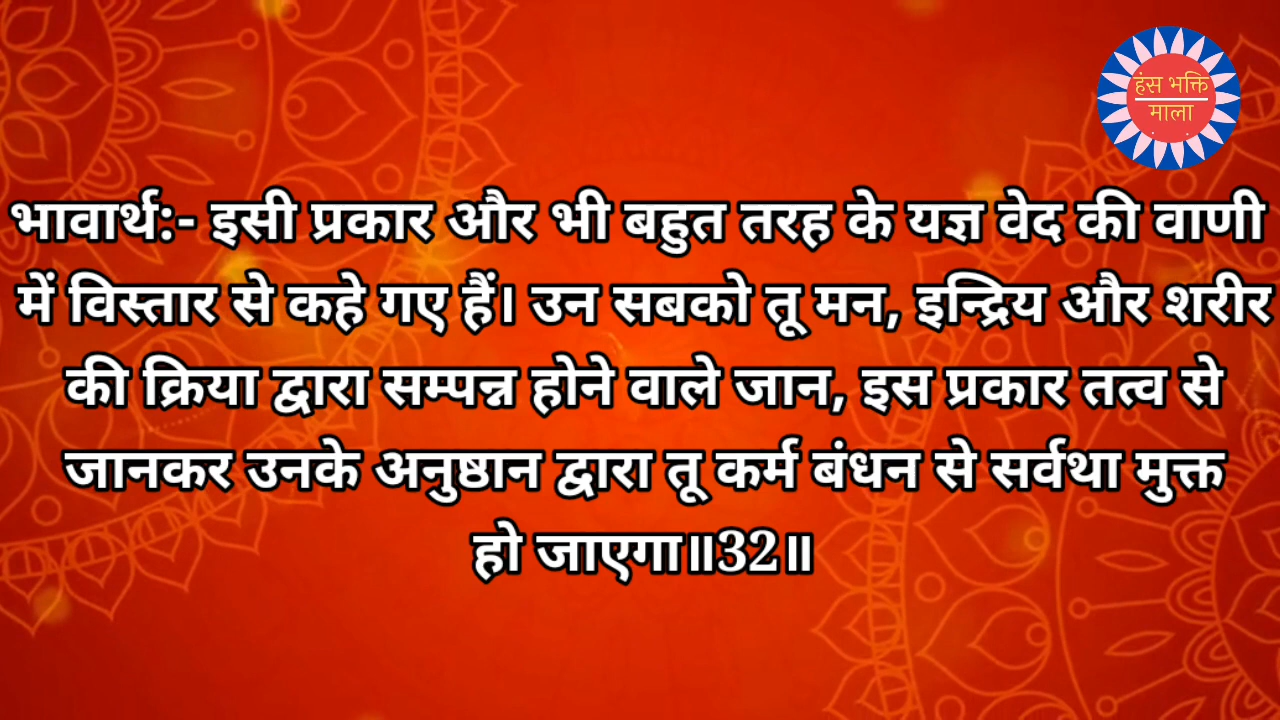 हंस भक्ति
माला
भावार्थ:- इसी प्रकार और भी बहुत तरह के यज्ञ वेद की वाणी
में विस्तार से कहे गए हैं। उन सबको तू मन, इन्द्रिय और शरीर
की क्रिया द्वारा सम्पन्न होने वाले जान, इस प्रकार तत्व से
जानकर उनके अनुष्ठान द्वारा तू कर्म बंधन से सर्वथा मुक्त
हो जाएगा॥32॥